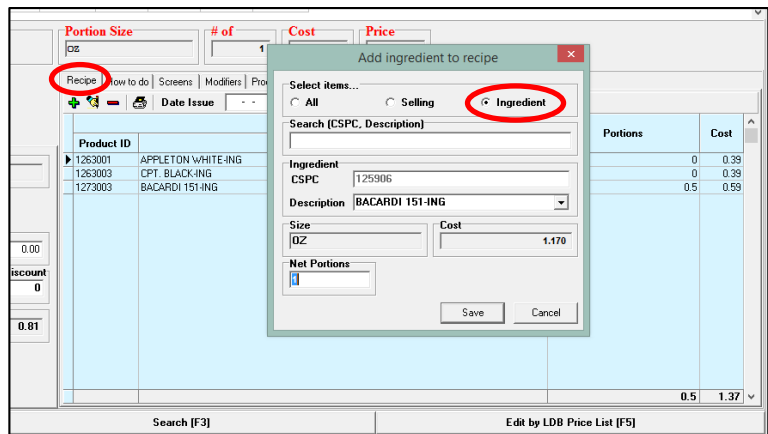 Portion Size # of Cost Price
oz 1
Add ingredient to recipe
Recipe How to do Screens Modifiers
Date Issue - -
Select items...
All Selling Ingredient
Search (CSPC, Description)
Product ID Portions Cost
1263001 APPLETON WHITE-ING 0 0.39
1263003 CPT. BLACK-ING 0 0.39
1273003 BACARDI 151-ING 0.5 0.59
Ingredient
CSPC 125906
Description BACARDI 151-ING
Size Cost
OZ 1.170
Net Portions
1
Save Cancel
0.00
iscount
0
0.81
0.5 1.37
Search [F3] Edit by LDB Price List [F5]